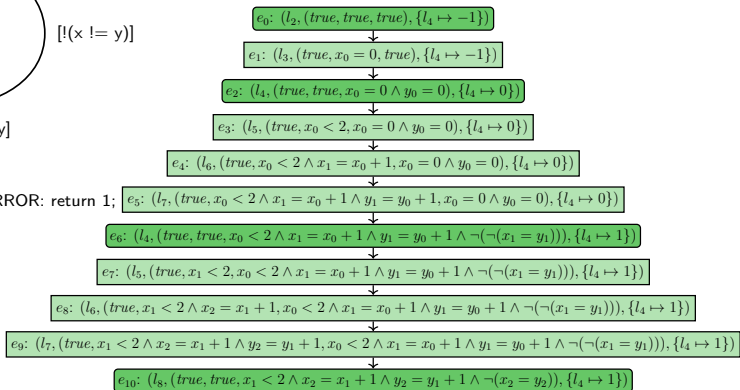 e₀: (l₂, (true, true, true), {l₄ ↦ −1})
[!(x != y)]
e₁: (l₃, (true, x₀ = 0, true), {l₄ ↦ −1})
e₂: (l₄, (true, true, x₀ = 0 ∧ y₀ = 0), {l₄ ↦ 0})
y]
e₃: (l₅, (true, x₀ < 2, x₀ = 0 ∧ y₀ = 0), {l₄ ↦ 0})
e₄: (l₆, (true, x₀ < 2 ∧ x₁ = x₀ + 1, x₀ = 0 ∧ y₀ = 0), {l₄ ↦ 0})
RROR: return 1; e₅: (l₇, (true, x₀ < 2 ∧ x₁ = x₀ + 1 ∧ y₁ = y₀ + 1, x₀ = 0 ∧ y₀ = 0), {l₄ ↦ 0})
e₆: (l₄, (true, true, x₀ < 2 ∧ x₁ = x₀ + 1 ∧ y₁ = y₀ + 1 ∧ ¬(¬(x₁ = y₁))), {l₄ ↦ 1})
e₇: (l₅, (true, x₁ < 2, x₀ < 2 ∧ x₁ = x₀ + 1 ∧ y₁ = y₀ + 1 ∧ ¬(¬(x₁ = y₁))), {l₄ ↦ 1})
e₈: (l₆, (true, x₁ < 2 ∧ x₂ = x₁ + 1, x₀ < 2 ∧ x₁ = x₀ + 1 ∧ y₁ = y₀ + 1 ∧ ¬(¬(x₁ = y₁))), {l₄ ↦ 1})
e₉: (l₇, (true, x₁ < 2 ∧ x₂ = x₁ + 1 ∧ y₂ = y₁ + 1, x₀ < 2 ∧ x₁ = x₀ + 1 ∧ y₁ = y₀ + 1 ∧ ¬(¬(x₁ = y₁))), {l₄ ↦ 1})
e₁₀: (l₈, (true, true, x₁ < 2 ∧ x₂ = x₁ + 1 ∧ y₂ = y₁ + 1 ∧ ¬(x₂ = y₂)), {l₄ ↦ 1})